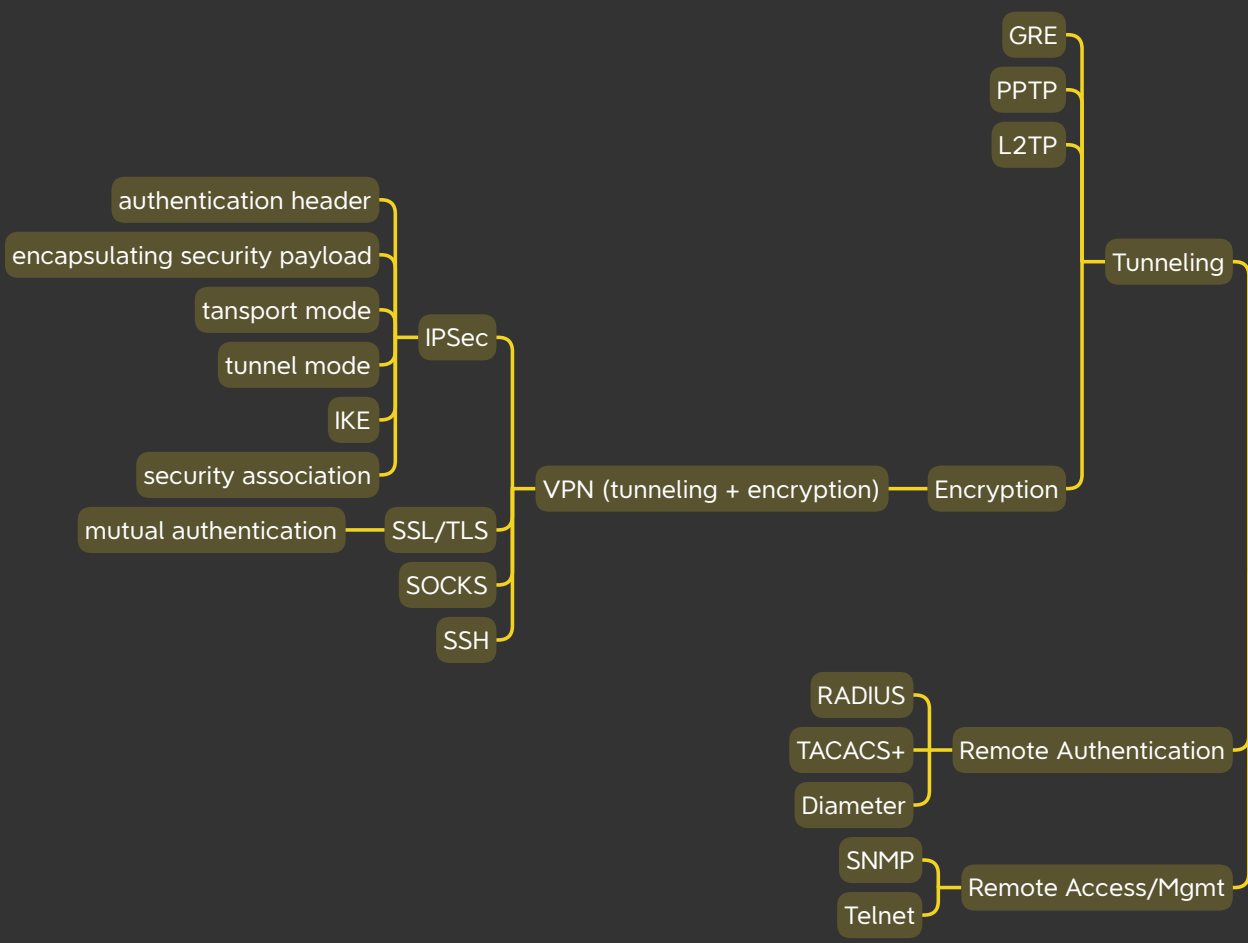 GRE
PPTP
L2TP
Tunneling
authentication header
encapsulating security payload
tansport mode
tunnel mode
IKE
security association
IPSec
mutual authentication
SSL/TLS
SOCKS
SSH
VPN (tunneling + encryption)
Encryption
RADIUS
TACACS+
Diameter
Remote Authentication
SNMP
Telnet
Remote Access/Mgmt